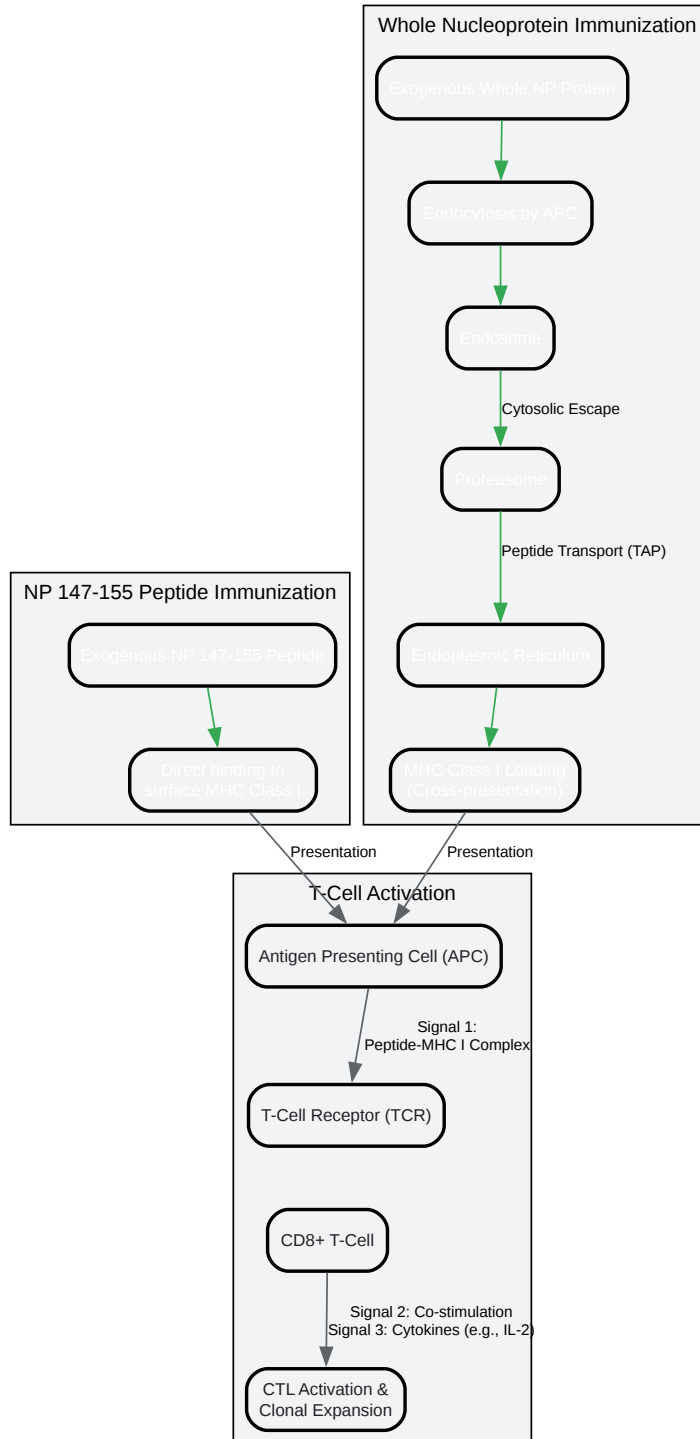 Whole Nucleoprotein Immunization
Exogenous Whole NP Protein
Endocytosis by APC
Endosome
Cytosolic Escape
Proteasome
Peptide Transport (TAP)
NP 147-155 Peptide Immunization
Exogenous NP 147-155 Peptide
Endoplasmic Reticulum
Direct binding to
surface MHC Class I
MHC Class I Loading
(Cross-presentation)
Presentation
Presentation
T-Cell Activation
Antigen Presenting Cell (APC)
Signal 1:
Peptide-MHC I Complex
T-Cell Receptor (TCR)
CD8+ T-Cell
Signal 2: Co-stimulation
Signal 3: Cytokines (e.g., IL-2)
CTL Activation &
Clonal Expansion